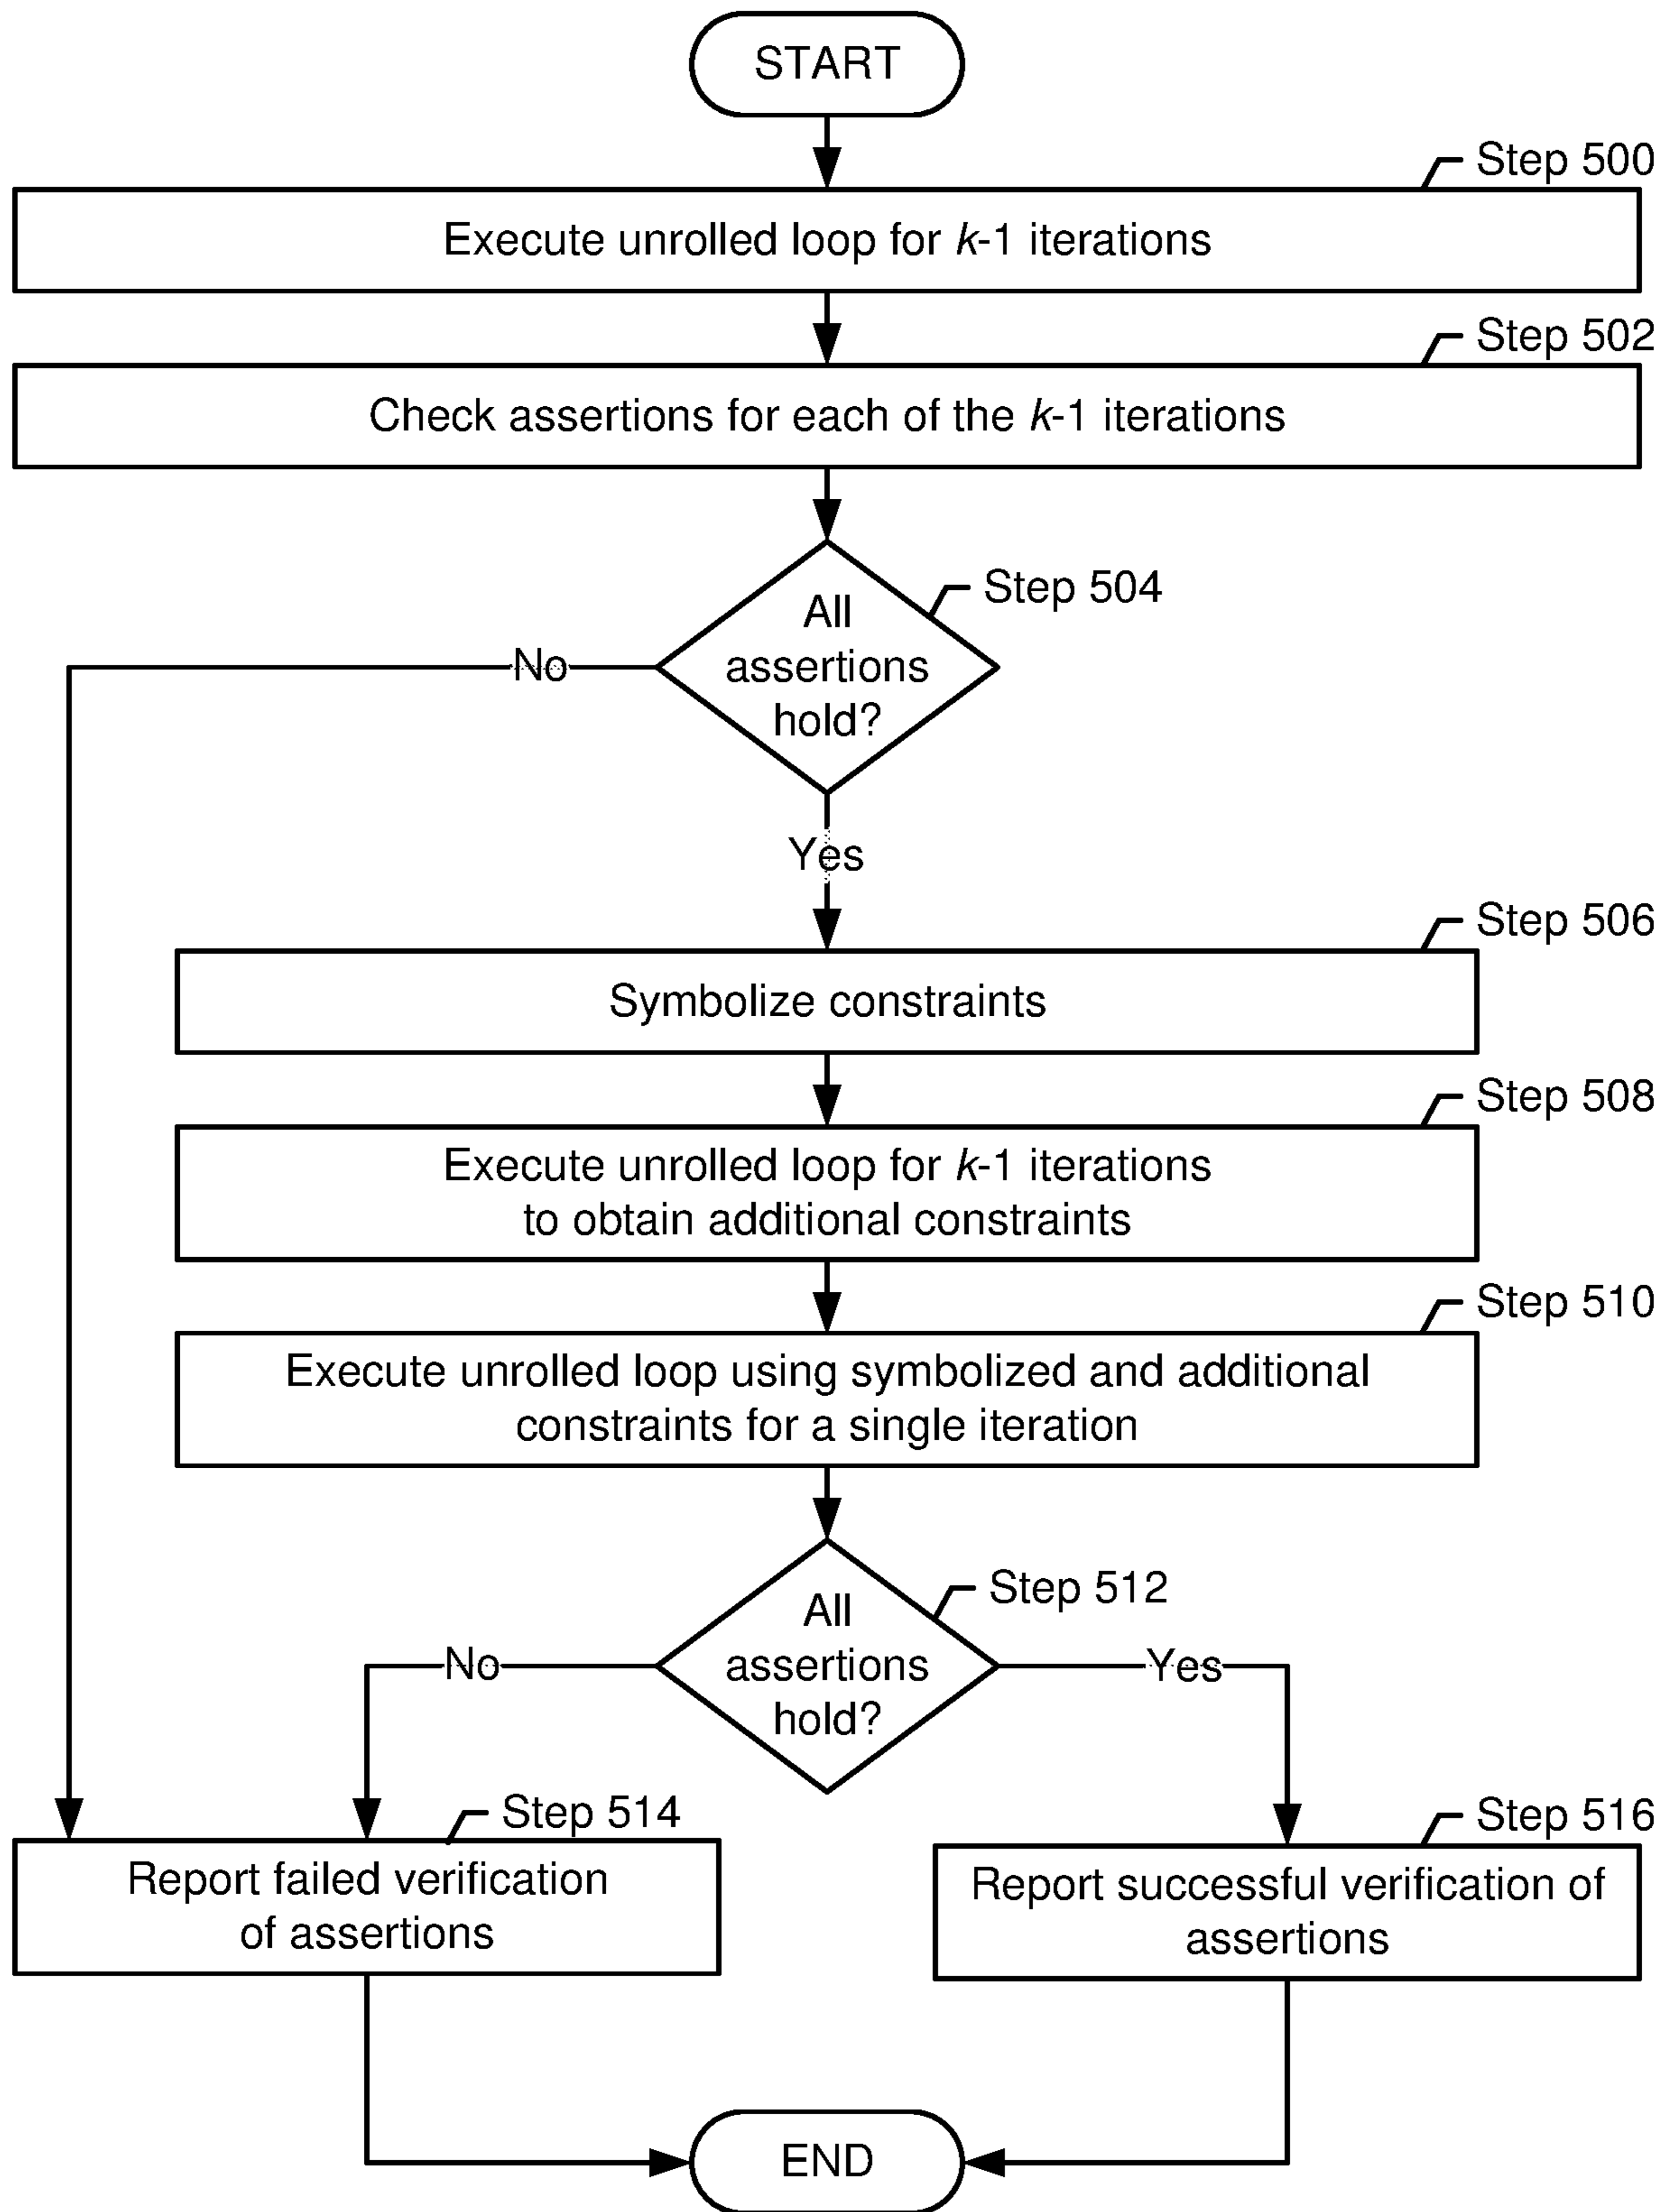 START
Step 500
Execute unrolled loop for k-1 iterations
Step 502
Check assertions for each of the k-1 iterations
Step 504
All
assertions
hold?
No
Yes
Step 506
Symbolize constraints
Step 508
Execute unrolled loop for k-1 iterations
to obtain additional constraints
Step 510
Execute unrolled loop using symbolized and additional
constraints for a single iteration
Step 512
All
assertions
hold?
No
Yes
Step 514
Report failed verification
of assertions
Step 516
Report successful verification of
assertions
END